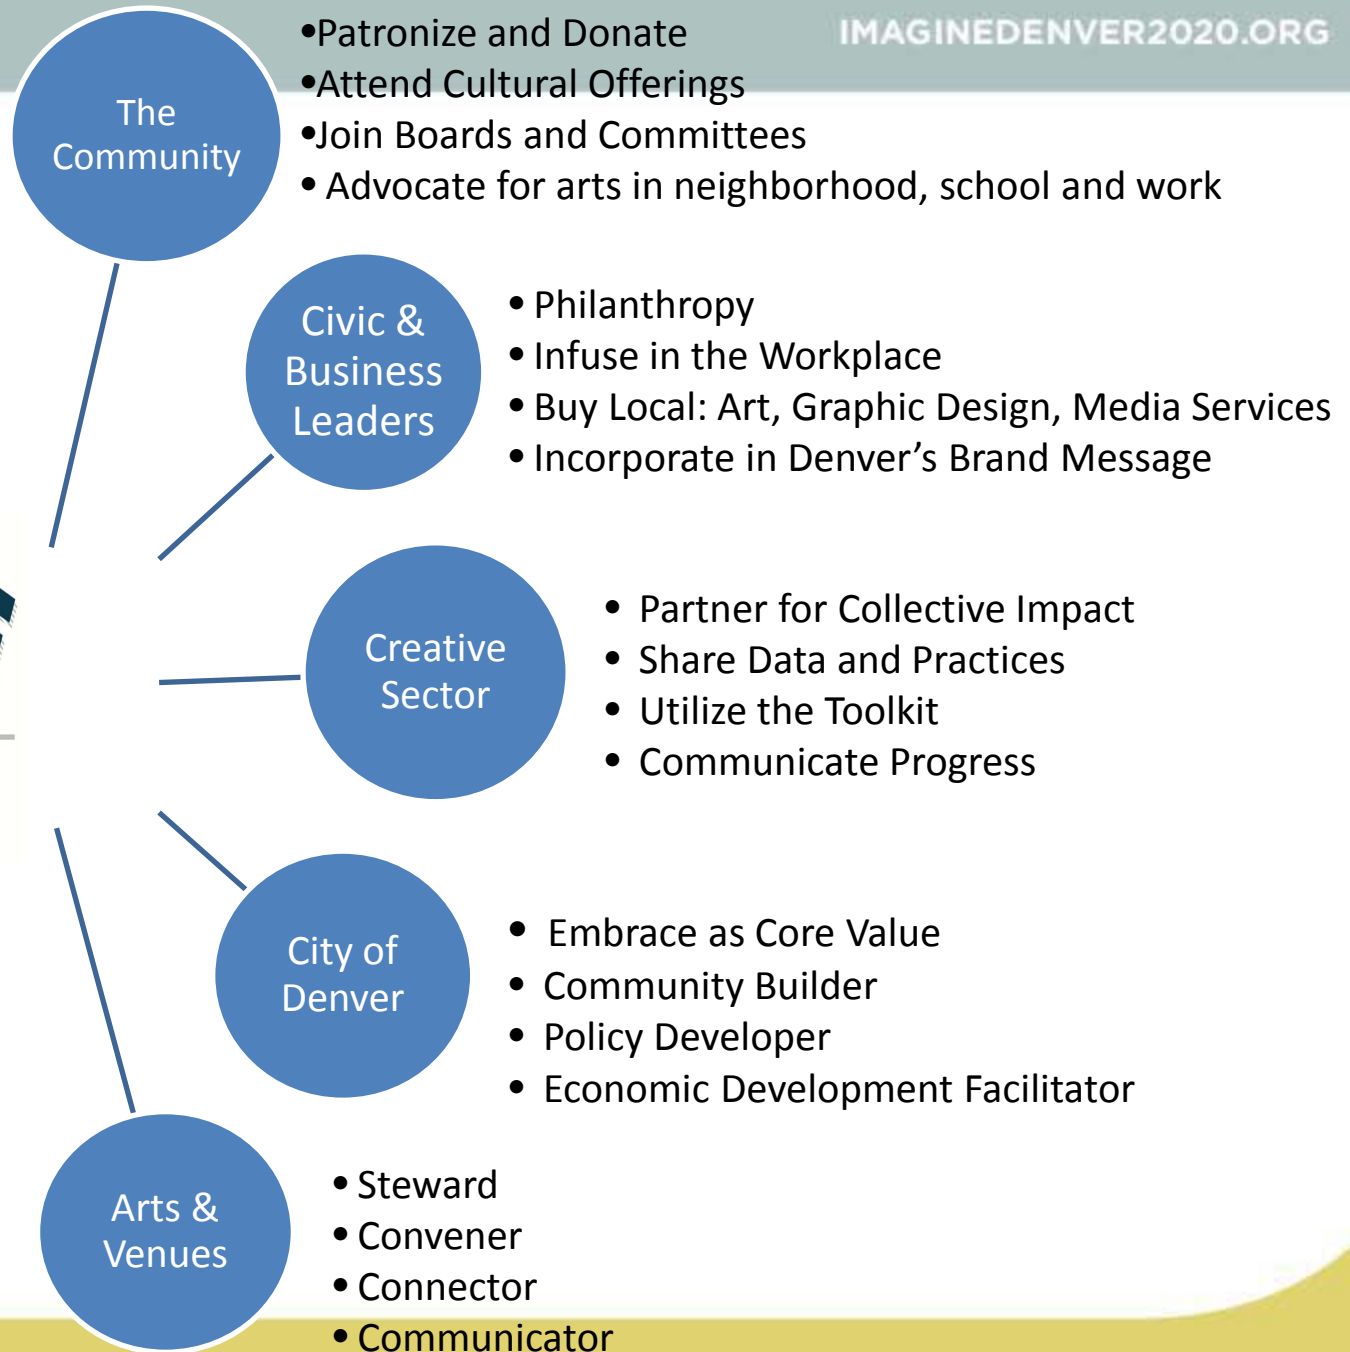 IMAGINEDENVER2020.ORG
The
Community
•Patronize and Donate
•Attend Cultural Offerings
•Join Boards and Committees
• Advocate for arts in neighborhood, school and work
Civic &
Business
Leaders
• Philanthropy
• Infuse in the Workplace
• Buy Local: Art, Graphic Design, Media Services
• Incorporate in Denver’s Brand Message
Creative
Sector
• Partner for Collective Impact
• Share Data and Practices
• Utilize the Toolkit
• Communicate Progress
City of
Denver
• Embrace as Core Value
• Community Builder
• Policy Developer
• Economic Development Facilitator
Arts &
Venues
• Steward
• Convener
• Connector
• Communicator